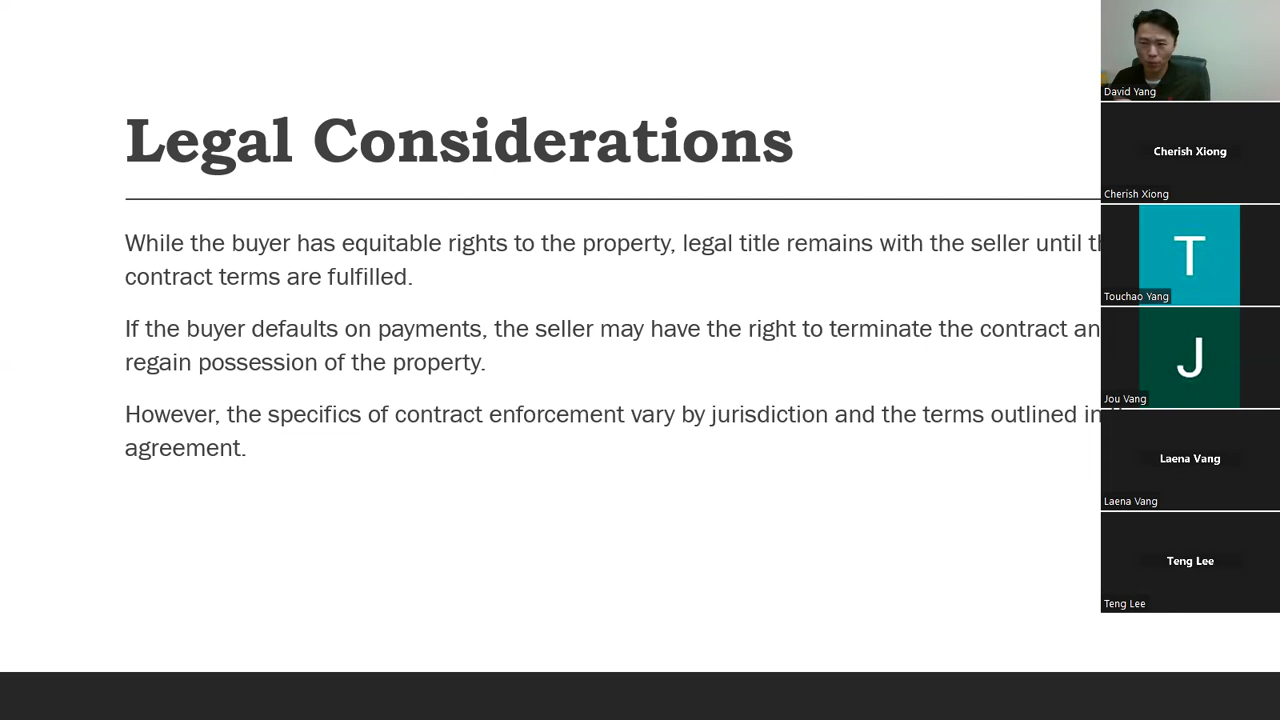 Legal Considerations
While the buyer has equitable rights to the property, legal title remains with the seller until
contract terms are fulfilled.
If the buyer defaults on payments, the seller may have the right to terminate the contract
regain possession of the property.
However, the specifics of contract enforcement vary by jurisdiction and the terms outlined in
agreement.
David Yang
Cherish Xiong
Cherish Xiong
T
Touchao Yang
J
Jou Vang
Laena Vang
Laena Vang
Teng Lee
Teng Lee